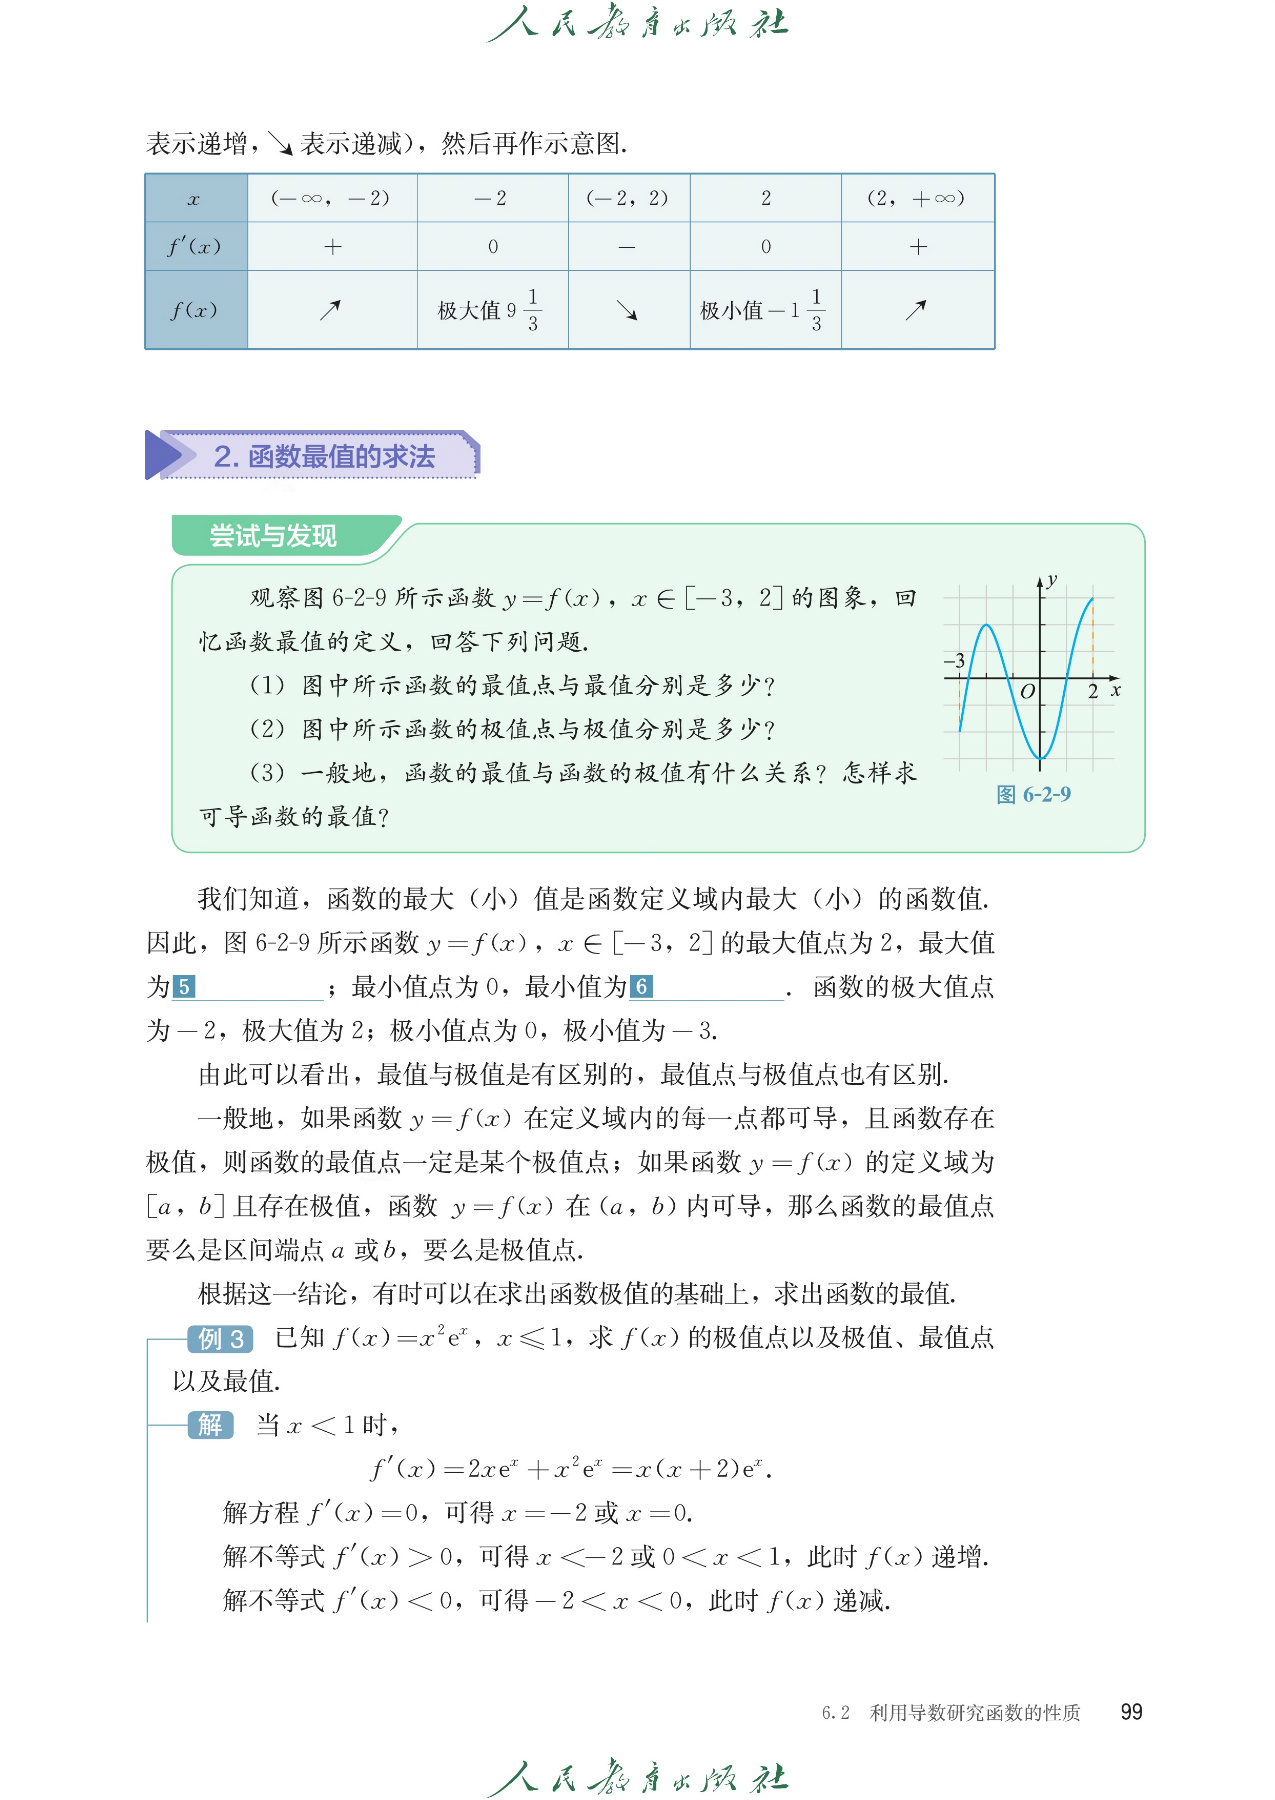 人民教育出版社
表示递增，↘表示递减），然后再作示意图.
x (－∞，－2) －2 (－2，2) 2 (2，＋∞)
f′(x) ＋ 0 － 0 ＋
f(x) ↗ 极大值 9 1/3 ↘ 极小值－1 1/3 ↗
2. 函数最值的求法
尝试与发现
观察图 6-2-9 所示函数 y＝f(x)，x∈[－3，2]的图象，回
忆函数最值的定义，回答下列问题.
（1）图中所示函数的最值点与最值分别是多少？
（2）图中所示函数的极值点与极值分别是多少？
（3）一般地，函数的最值与函数的极值有什么关系？怎样求
可导函数的最值？
y
－3
O 2 x
图 6-2-9
我们知道，函数的最大（小）值是函数定义域内最大（小）的函数值.
因此，图 6-2-9 所示函数 y＝f(x)，x∈[－3，2]的最大值点为 2，最大值
为 5 ；最小值点为 0，最小值为 6 ．函数的极大值点
为－2，极大值为 2；极小值点为 0，极小值为－3.
由此可以看出，最值与极值是有区别的，最值点与极值点也有区别.
一般地，如果函数 y＝f(x) 在定义域内的每一点都可导，且函数存在
极值，则函数的最值点一定是某个极值点；如果函数 y＝f(x) 的定义域为
[a，b]且存在极值，函数 y＝f(x) 在 (a，b) 内可导，那么函数的最值点
要么是区间端点 a 或 b，要么是极值点.
根据这一结论，有时可以在求出函数极值的基础上，求出函数的最值.
例 3 已知 f(x)＝x²eˣ，x≤1，求 f(x) 的极值点以及极值、最值点
以及最值.
解 当 x＜1 时，
f′(x)＝2xeˣ＋x²eˣ＝x(x＋2)eˣ.
解方程 f′(x)＝0，可得 x＝－2 或 x＝0.
解不等式 f′(x)＞0，可得 x＜－2 或 0＜x＜1，此时 f(x) 递增.
解不等式 f′(x)＜0，可得－2＜x＜0，此时 f(x) 递减.
6.2 利用导数研究函数的性质 99
人民教育出版社